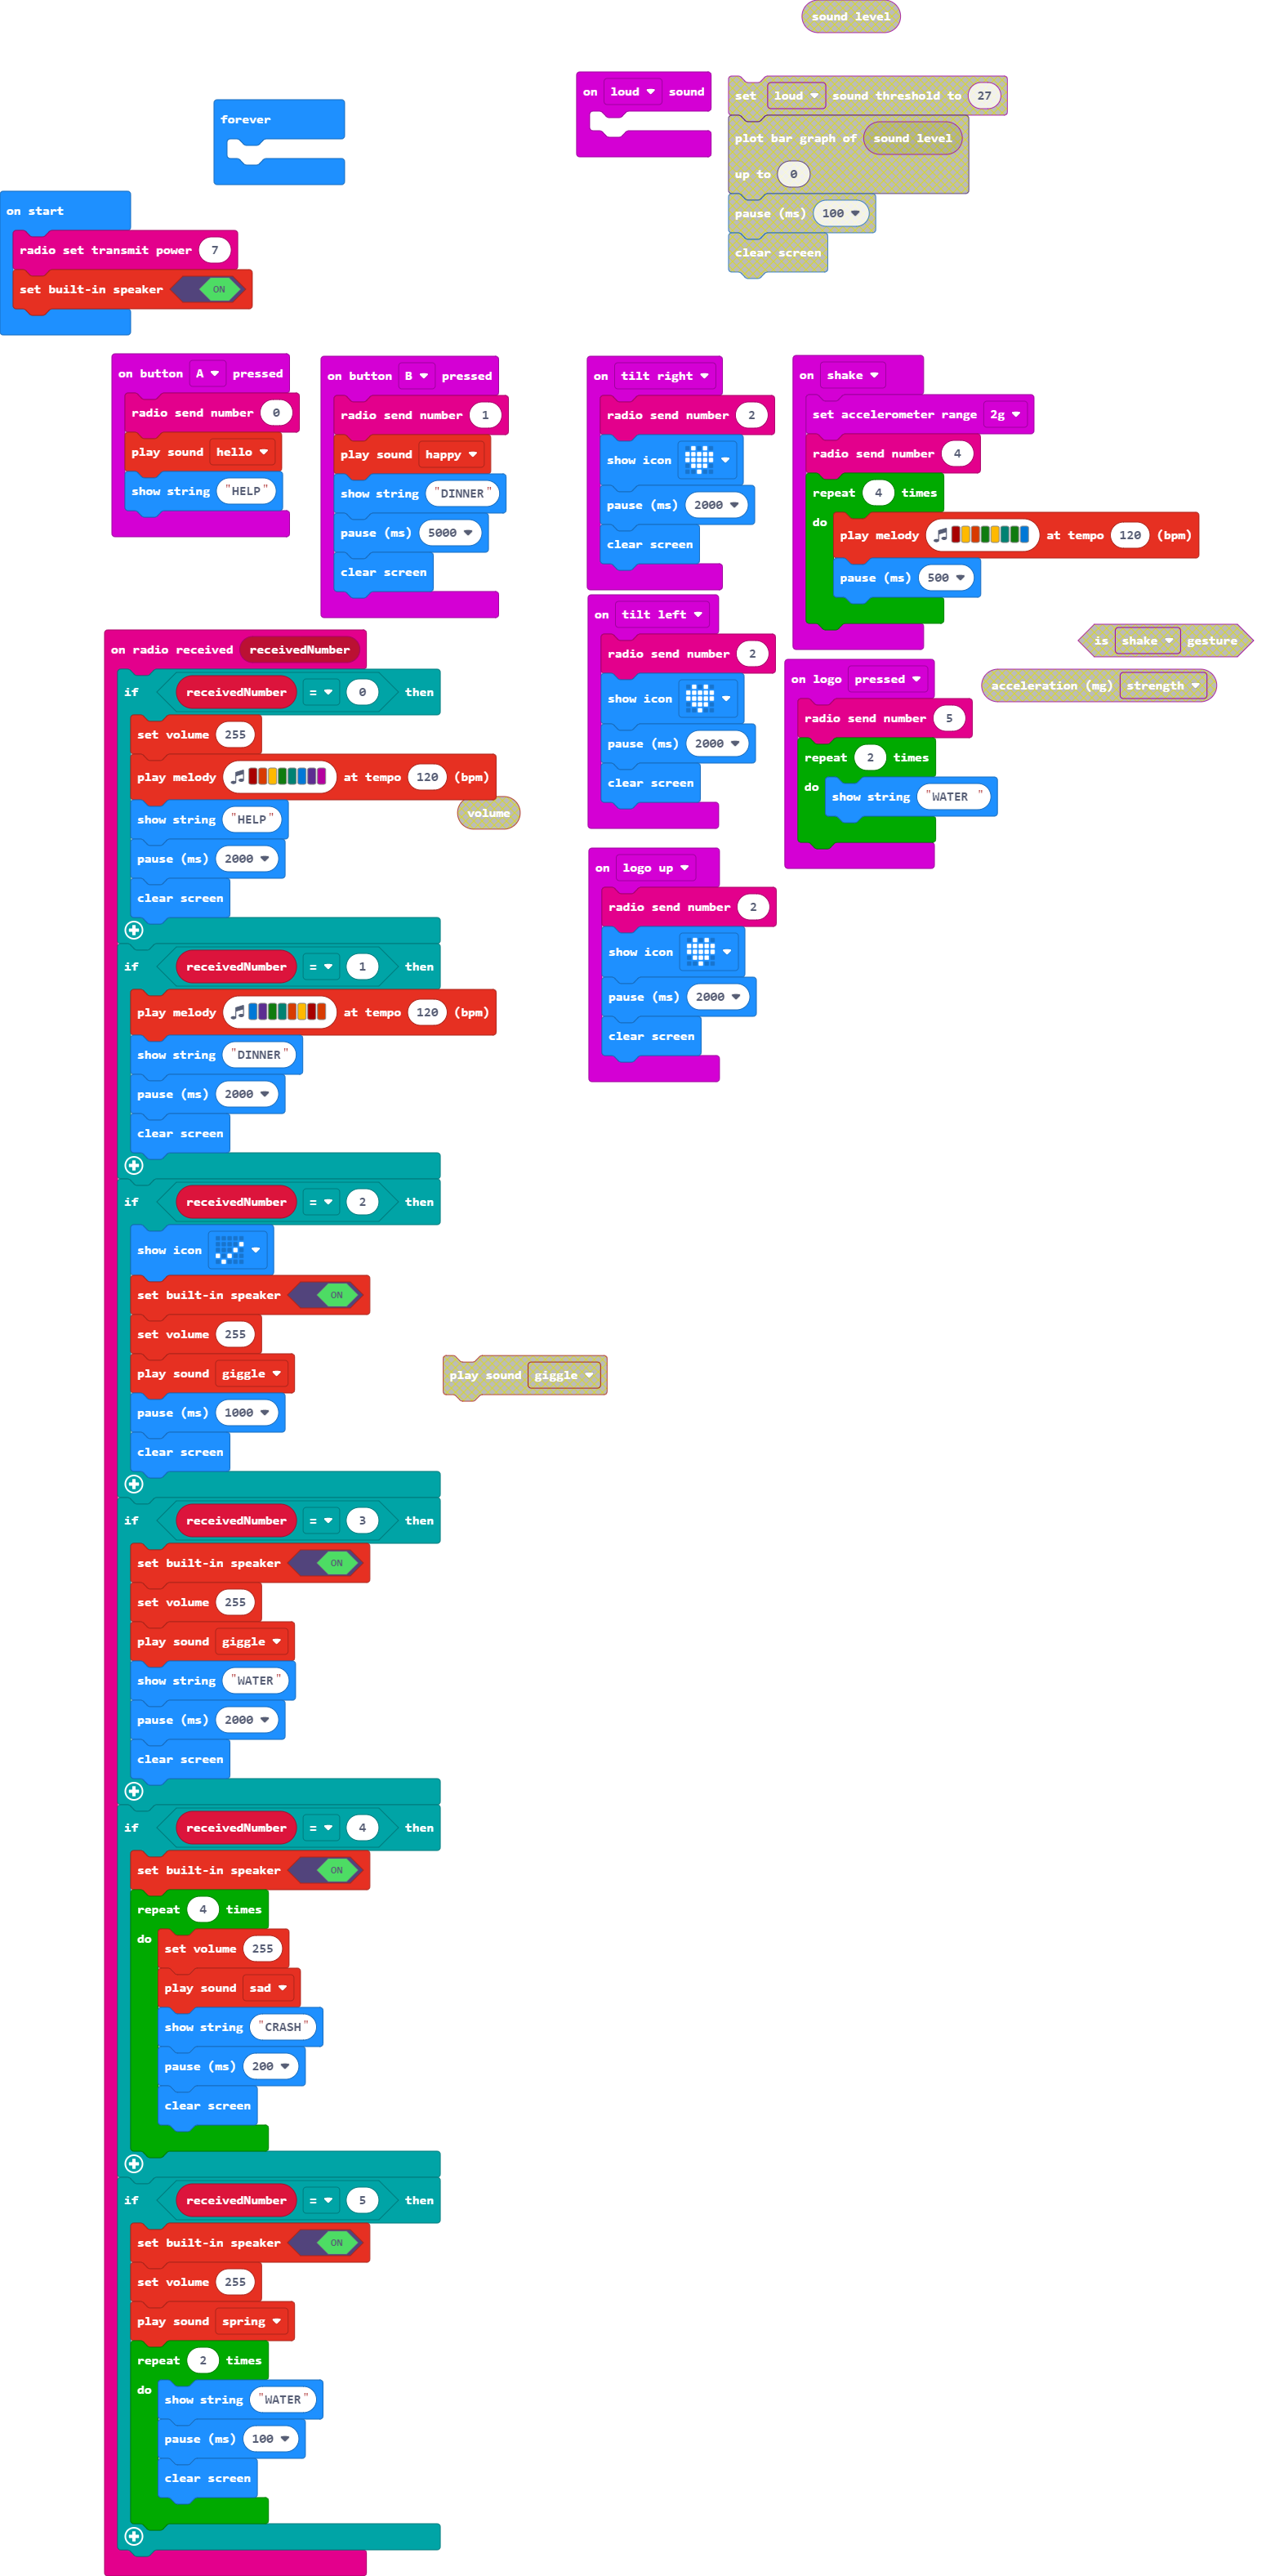 sound level
on loud sound
set loud sound threshold to 27
plot bar graph of sound level
up to 0
pause (ms) 100
clear screen
forever
on start
radio set transmit power 7
set built-in speaker ON
on button A pressed
radio send number 0
play sound hello
show string "HELP"
on button B pressed
radio send number 1
play sound happy
show string "DINNER"
pause (ms) 5000
clear screen
on tilt right
radio send number 2
show icon
pause (ms) 2000
clear screen
on shake
set accelerometer range 2g
radio send number 4
repeat 4 times
do
play melody at tempo 120 (bpm)
pause (ms) 500
on tilt left
radio send number 2
show icon
pause (ms) 2000
clear screen
is shake gesture
acceleration (mg) strength
on logo pressed
radio send number 5
repeat 2 times
do
show string "WATER "
on logo up
radio send number 2
show icon
pause (ms) 2000
clear screen
on radio received receivedNumber
if receivedNumber = 0 then
set volume 255
play melody at tempo 120 (bpm)
volume
show string "HELP"
pause (ms) 2000
clear screen
if receivedNumber = 1 then
play melody at tempo 120 (bpm)
show string "DINNER"
pause (ms) 2000
clear screen
if receivedNumber = 2 then
show icon
set built-in speaker ON
set volume 255
play sound giggle
play sound giggle
pause (ms) 1000
clear screen
if receivedNumber = 3 then
set built-in speaker ON
set volume 255
play sound giggle
show string "WATER"
pause (ms) 2000
clear screen
if receivedNumber = 4 then
set built-in speaker ON
repeat 4 times
do
set volume 255
play sound sad
show string "CRASH"
pause (ms) 200
clear screen
if receivedNumber = 5 then
set built-in speaker ON
set volume 255
play sound spring
repeat 2 times
do
show string "WATER"
pause (ms) 100
clear screen